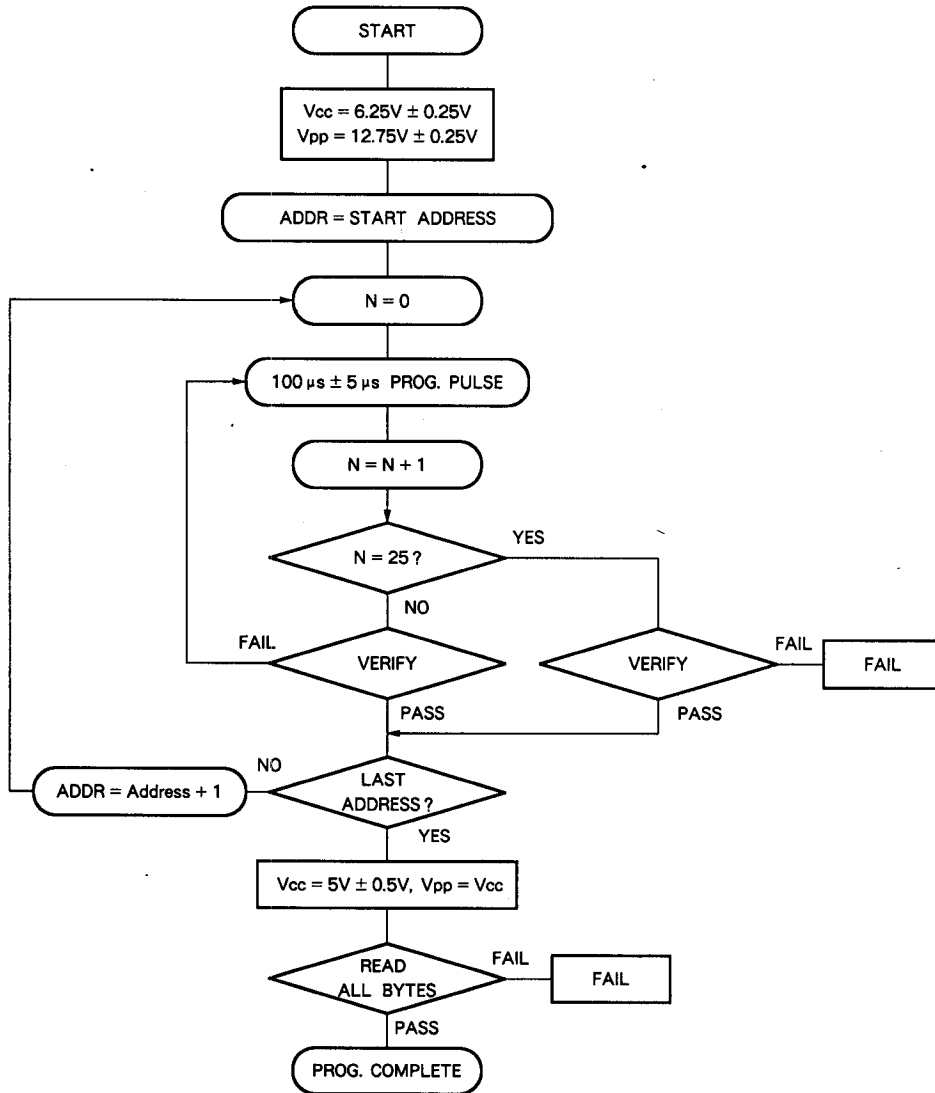 START
Vcc = 6.25V ± 0.25V
Vpp = 12.75V ± 0.25V
ADDR = START ADDRESS
N = 0
100 μs ± 5 μs PROG. PULSE
N = N + 1
N = 25 ?
YES
NO
FAIL
VERIFY
VERIFY
FAIL
FAIL
PASS
PASS
NO
ADDR = Address + 1
LAST
ADDRESS ?
YES
Vcc = 5V ± 0.5V, Vpp = Vcc
READ
ALL BYTES
FAIL
FAIL
PASS
PROG. COMPLETE